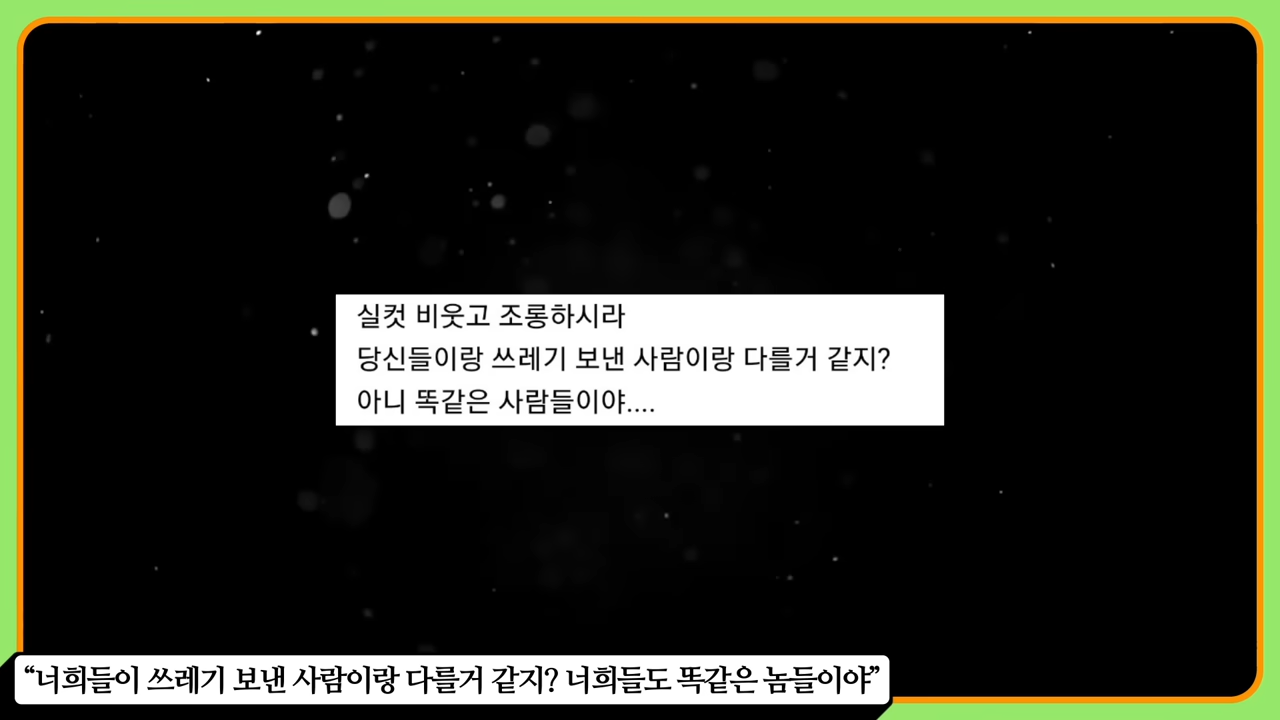 실컷 비웃고 조롱하시라
당신들이랑 쓰레기 보낸 사람이랑 다를거 같지?
아니 똑같은 사람들이야....
“너희들이 쓰레기 보낸 사람이랑 다를거 같지? 너희들도 똑같은 놈들이야”